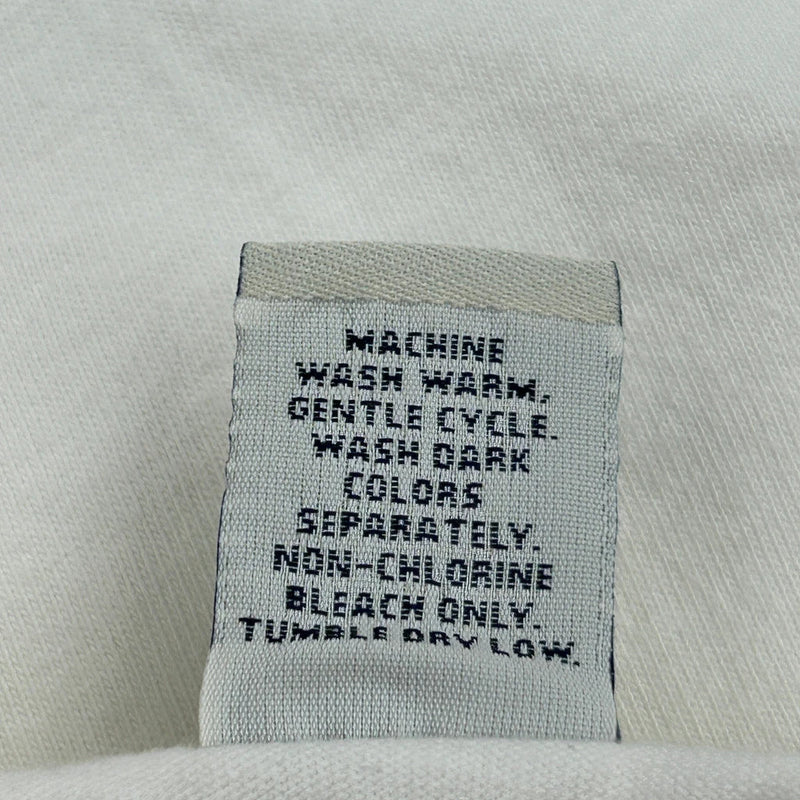 MACHINE
WASH WARM.
GENTLE CYCLE.
WASH DARK
COLORS
SEPARATELY.
NON-CHLORINE
BLEACH ONLY.
TUMBLE DRY LOW.